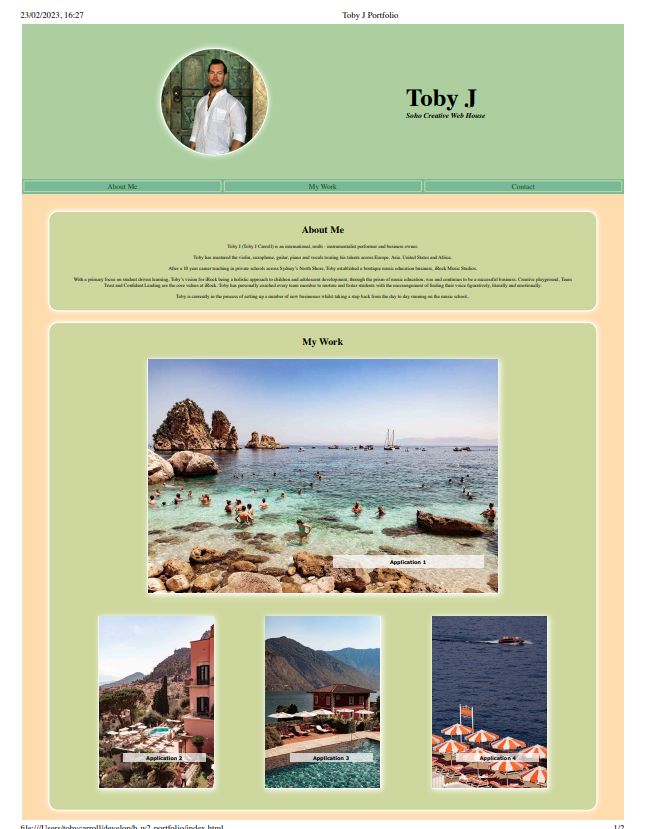 23/02/2023, 16:27 Toby J Portfolio
Toby J
Soho Creative Web House
About Me My Work Contact
About Me
Toby J (Toby J Carroll) is an international, multi - instrumentalist performer and business owner.
Toby has mastered the violin, saxophone, guitar, piano and vocals touring his talents across Europe, Asia, United States and Africa.
After a 10 year career teaching in private schools across Sydney's North Shore, Toby established a boutique music education business, iRock Music Studios.
With a primary focus on student driven learning, Toby's vision for iRock being a holistic approach to children and adolescent development, through the prism of music education, was and continues to be a successful business. Creative playground, Team
Trust and Confident Leading are the core values at iRock. Toby has personally coached every team member to nurture and foster students with the encouragement of finding their voice figuratively, literally and emotionally.
Toby is currently in the process of setting up a number of new businesses whilst taking a step back from the day to day running on the music school.
My Work
Application 1
Application 2
Application 3
Application 4
file:///Users/tobycarroll/develop/b-w2-portfolio/index.html 1/2